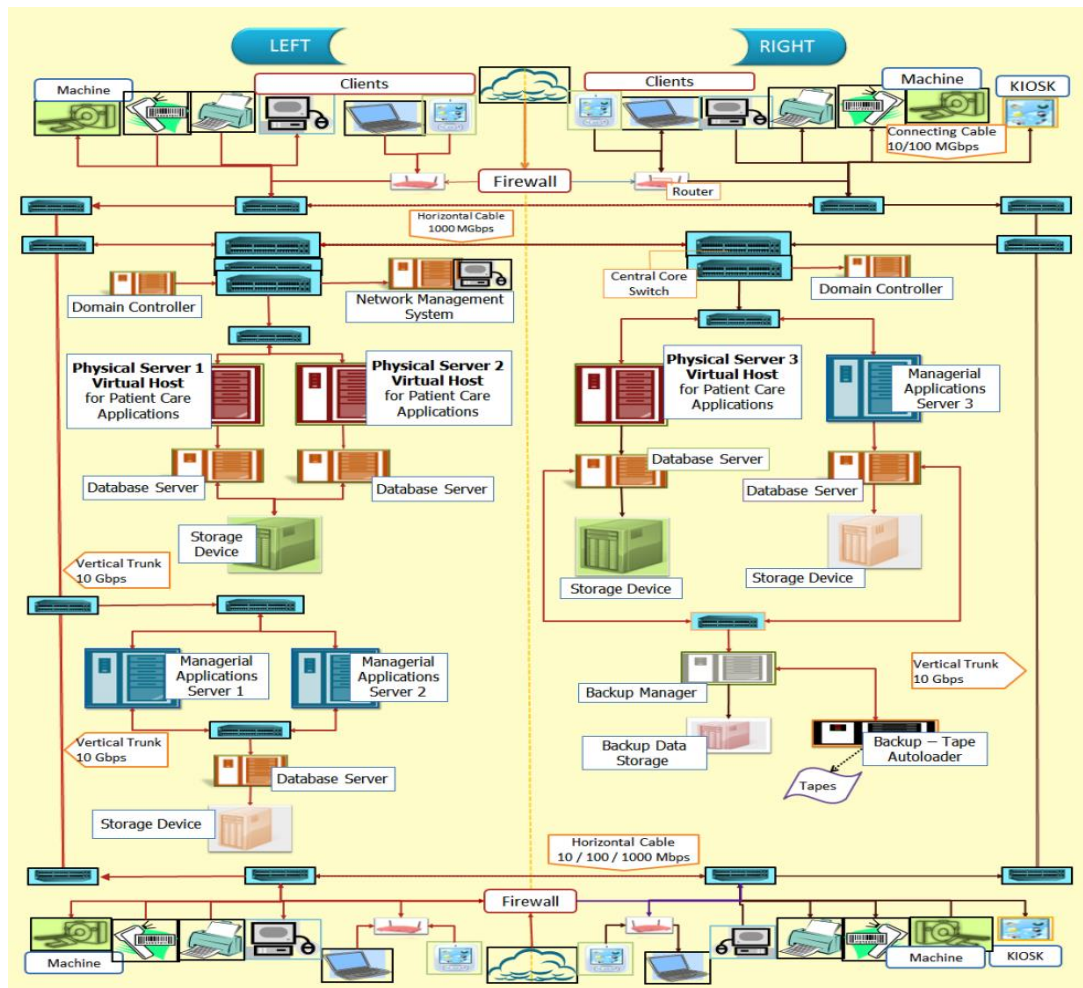 LEFT
RIGHT
Machine
Clients
Clients
Machine
KIOSK
Connecting Cable
10/100 MGbps
Firewall
Router
Horizontal Cable
1000 MGbps
Central Core
Switch
Domain Controller
Network Management
System
Domain Controller
Physical Server 1
Virtual Host
for Patient Care
Applications
Physical Server 2
Virtual Host
for Patient Care
Applications
Physical Server 3
Virtual Host
for Patient Care
Applications
Managerial
Applications
Server 3
Database Server
Database Server
Database Server
Database Server
Storage
Device
Storage Device
Storage Device
Vertical Trunk
10 Gbps
Managerial
Applications
Server 1
Managerial
Applications
Server 2
Backup Manager
Vertical Trunk
10 Gbps
Vertical Trunk
10 Gbps
Backup Data
Storage
Backup – Tape
Autoloader
Tapes
Database Server
Storage Device
Horizontal Cable
10 / 100 / 1000 Mbps
Firewall
Machine
Machine
KIOSK